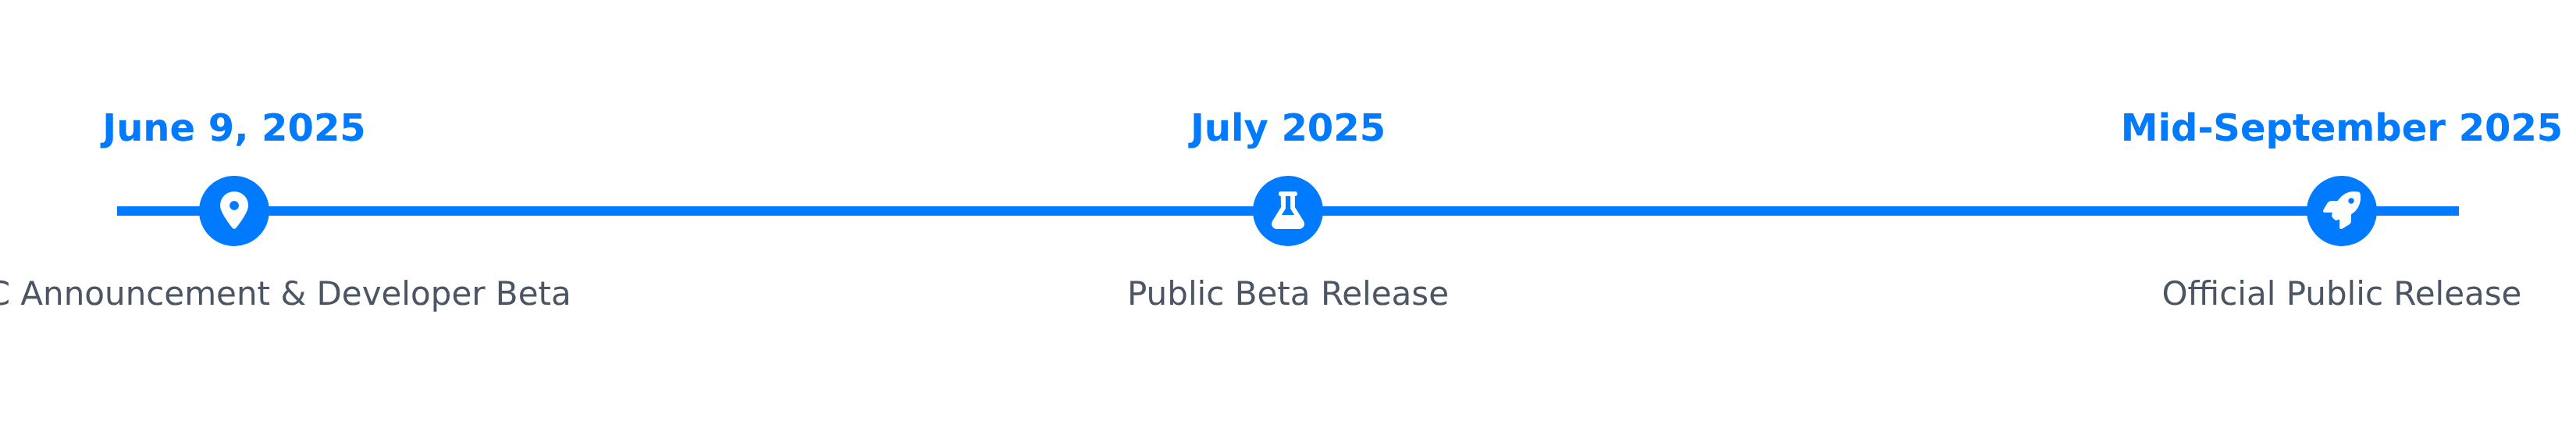 June 9, 2025
July 2025
Mid-September 2025
Announcement & Developer Beta
Public Beta Release
Official Public Release